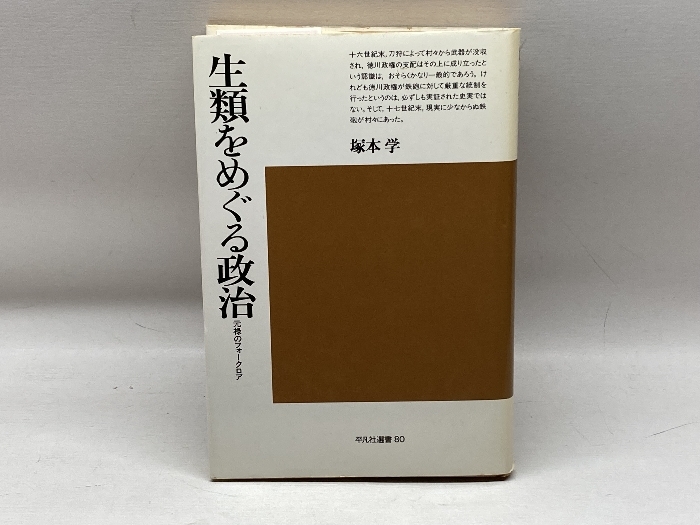 生類をめぐる政治
元禄のフォークロア
十六世紀末、刀狩によって村々から武器が没収
され、徳川政権の支配はその上に成り立ったと
いう認識は、おそらくかなり一般的であろう。け
れども徳川政権が鉄砲に対して厳重な統制を
行ったというのは、必ずしも実証された史実では
ない。そして、十七世紀末、現実に少なからぬ鉄
砲が村々にあった。
塚本学
平凡社選書 80